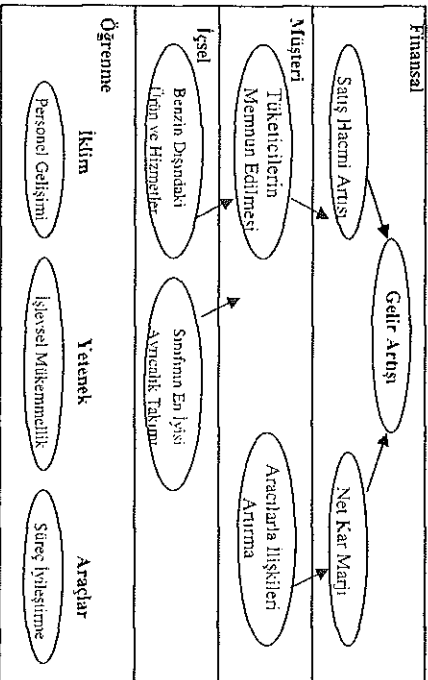 Finansal
Gelir Artışı
Satış Hacmi Artışı
Net Kar Marjı
Müşteri
Tüketicilerin
Memnun Edilmesi
Aracılarla İlişkileri
Artırma
İçsel
Benzin Dışındaki
Ürün ve Hizmetler
Sınıfının En İyisi
Ayrıcalık Takımı
Öğrenme
İklim
Yetenek
Araçlar
Personel Gelişimi
İşlevsel Mükemmellik
Süreç İyileştirme